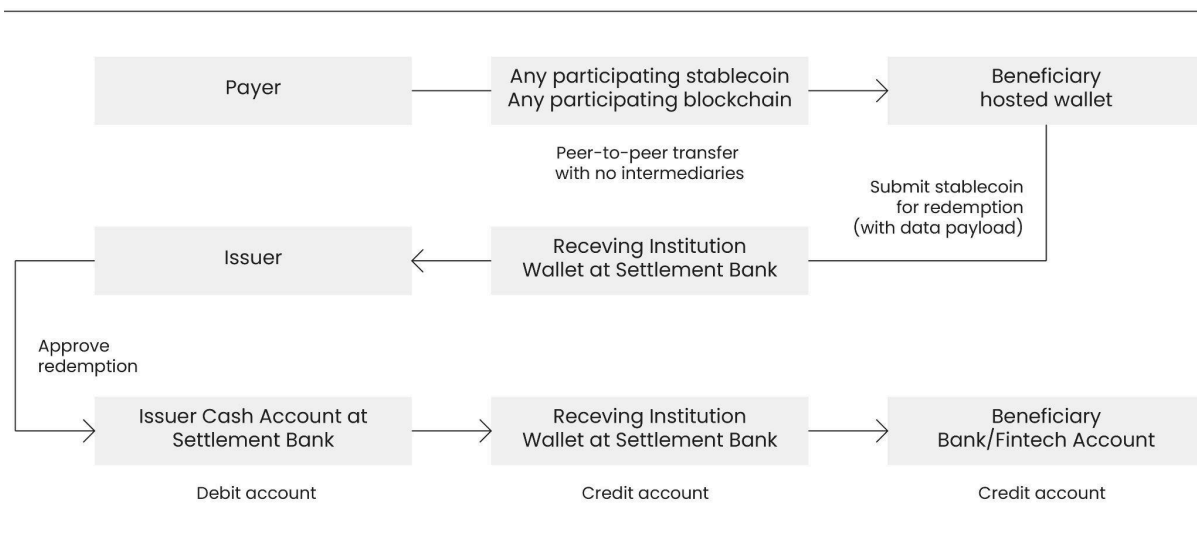 Payer
Any participating stablecoin
Any participating blockchain
Beneficiary
hosted wallet
Peer-to-peer transfer
with no intermediaries
Submit stablecoin
for redemption
(with data payload)
Issuer
Receving Institution
Wallet at Settlement Bank
Approve
redemption
Issuer Cash Account at
Settlement Bank
Receving Institution
Wallet at Settlement Bank
Beneficiary
Bank/Fintech Account
Debit account
Credit account
Credit account